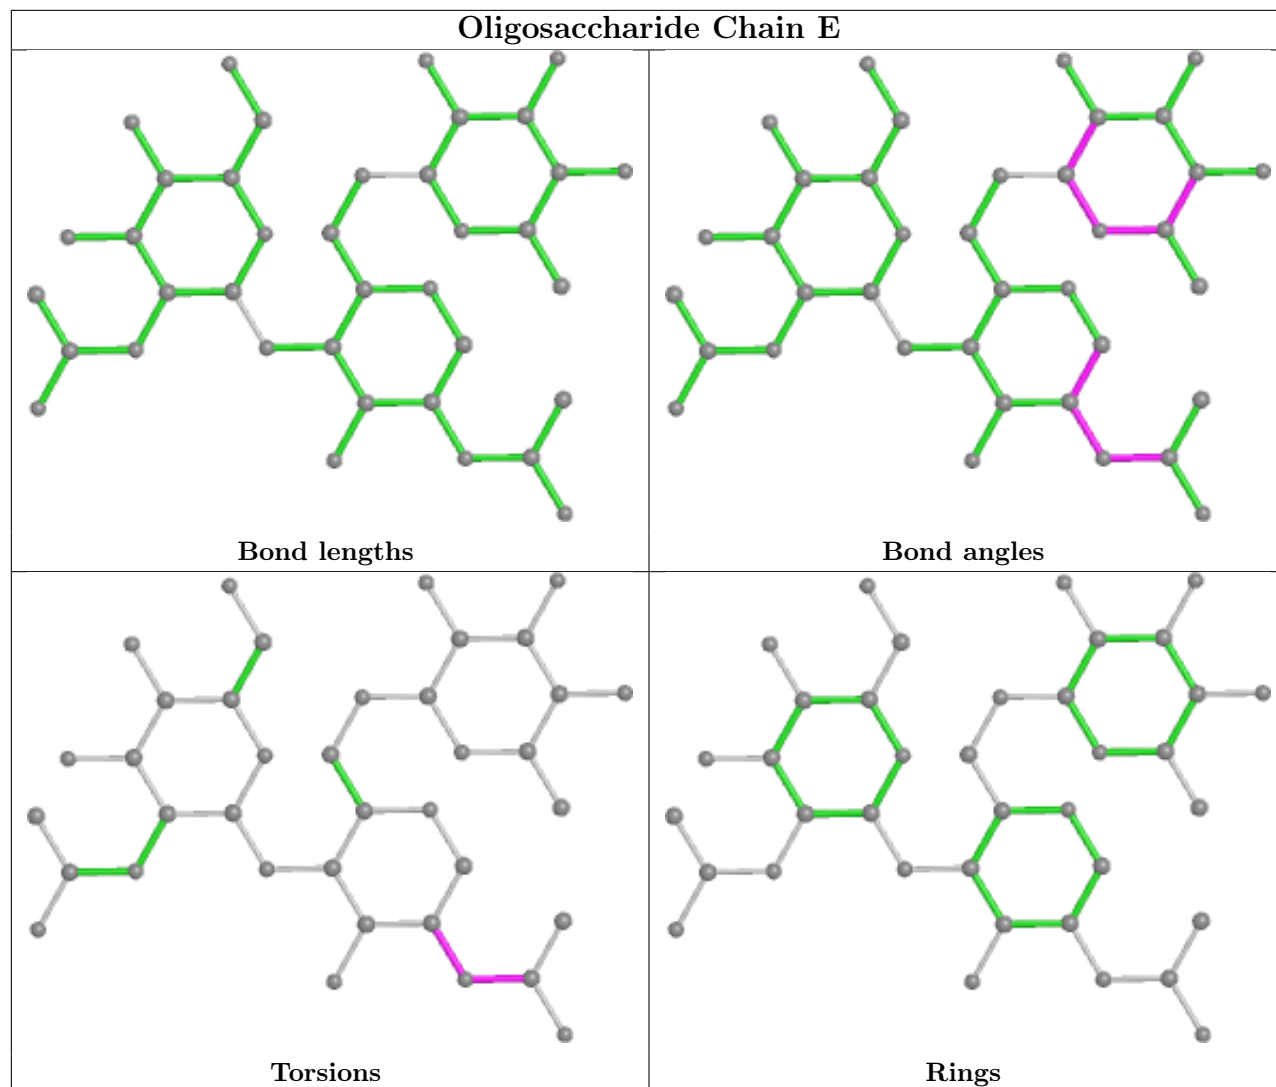 Oligosaccharide Chain E
Bond lengths
Bond angles
Torsions
Rings